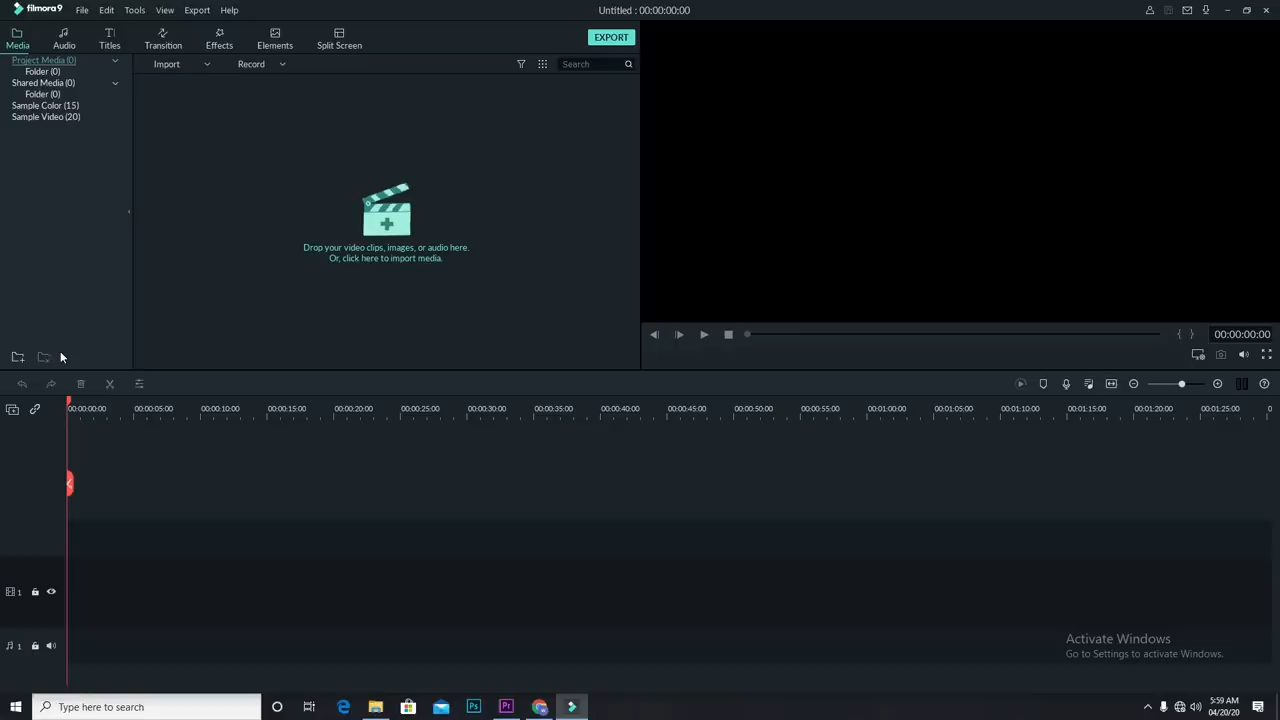 filmora9 File Edit Tools View Export Help Untitled : 00:00:00:00
Media Audio Titles Transition Effects Elements Split Screen EXPORT
Project Media (0) Import Record Search
Folder (0)
Shared Media (0)
Folder (0)
Sample Color (15)
Sample Video (20)
Drop your video clips, images, or audio here.
Or, click here to import media.
00:00:00:00
00:00:00:00 00:00:05:00 00:00:10:00 00:00:15:00 00:00:20:00 00:00:25:00 00:00:30:00 00:00:35:00 00:00:40:00 00:00:45:00 00:00:50:00 00:00:55:00 00:01:00:00 00:01:05:00 00:01:10:00 00:01:15:00 00:01:20:00 00:01:25:00 0
1
1
Activate Windows
Go to Settings to activate Windows.
Type here to search Ps Pr 5:59 AM
04/20/20